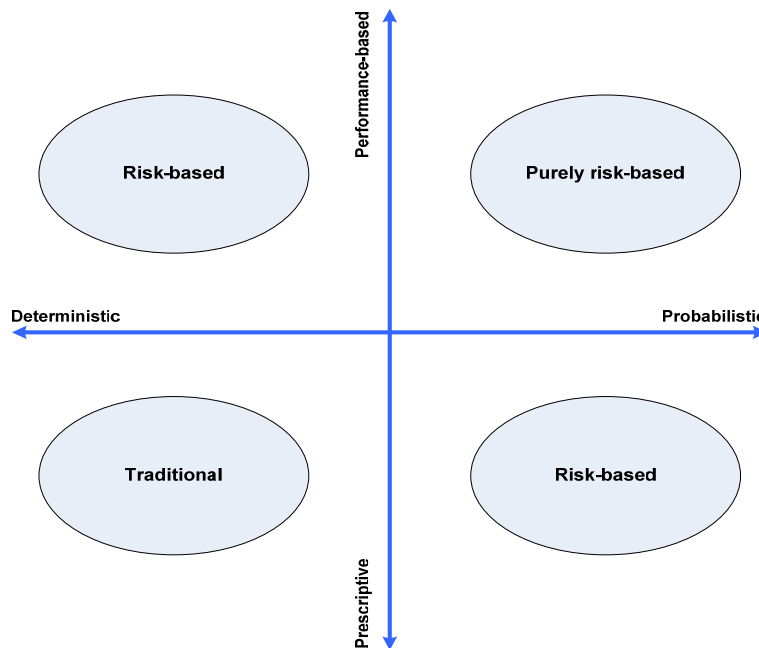 Performance-based
Risk-based
Purely risk-based
Deterministic
Probabilistic
Traditional
Risk-based
Prescriptive